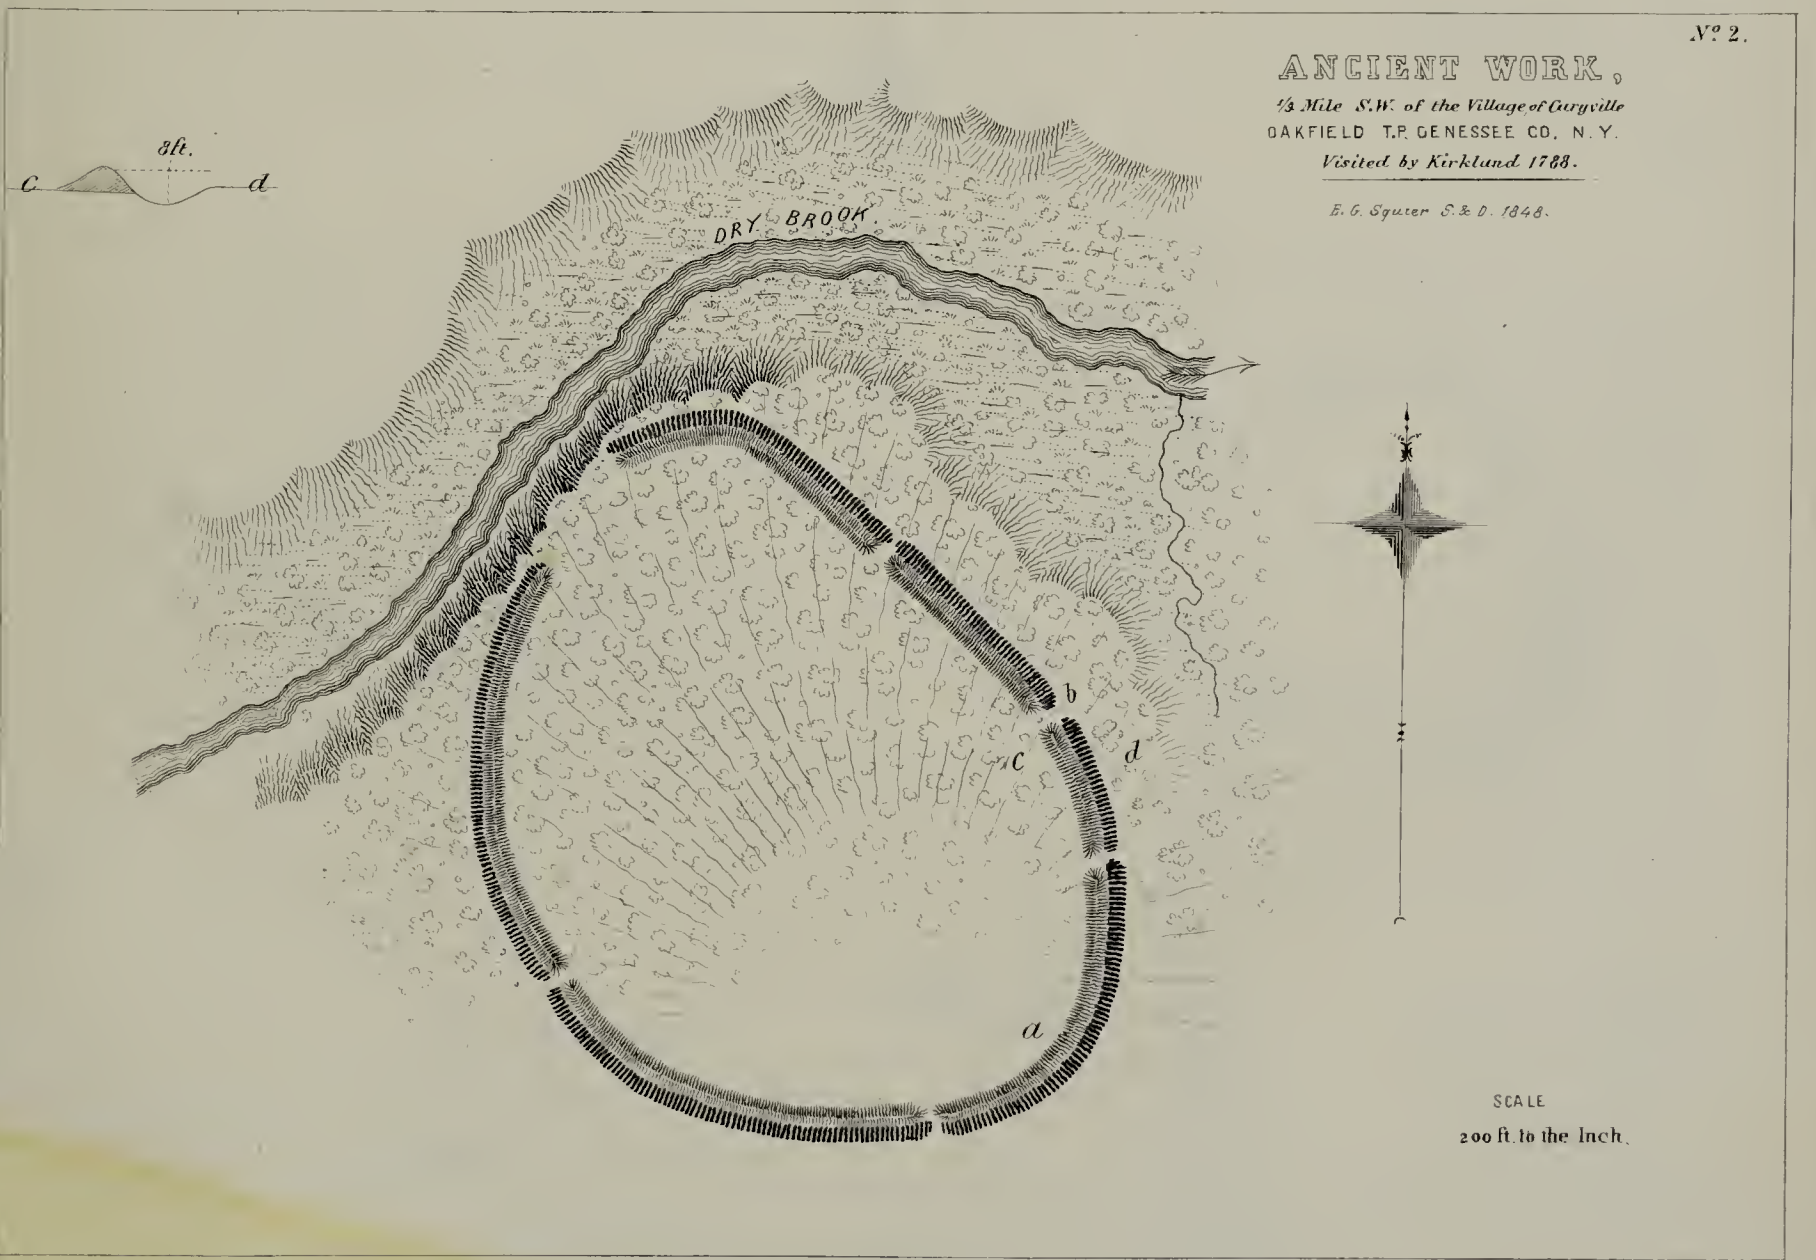 Nº 2.
ANCIENT WORK,
½ Mile S.W. of the Village of Caryville
OAKFIELD T.P. GENESSEE CO. N.Y.
Visited by Kirkland 1788.
E. G. Squier S. & D. 1848.
8ft.
c d
DRY BROOK.
b
c d
a
SCALE
200 ft. to the Inch.